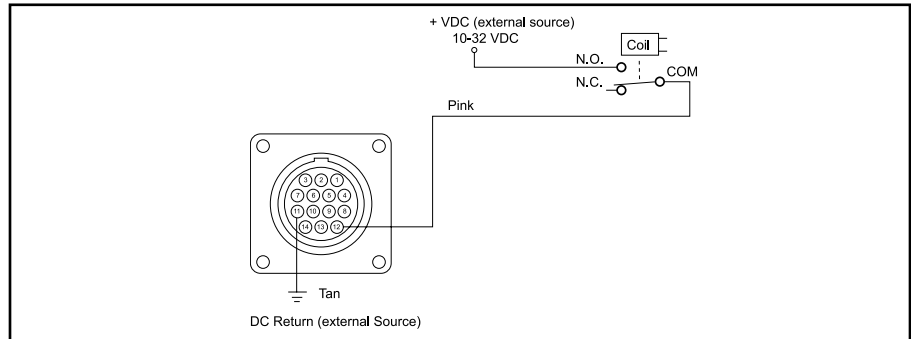 + VDC (external source)
10-32 VDC
Coil
N.O.
COM
N.C.
Pink
3 2 1
7 6 5 4
11 10 9 8
14 13 12
Tan
DC Return (external Source)